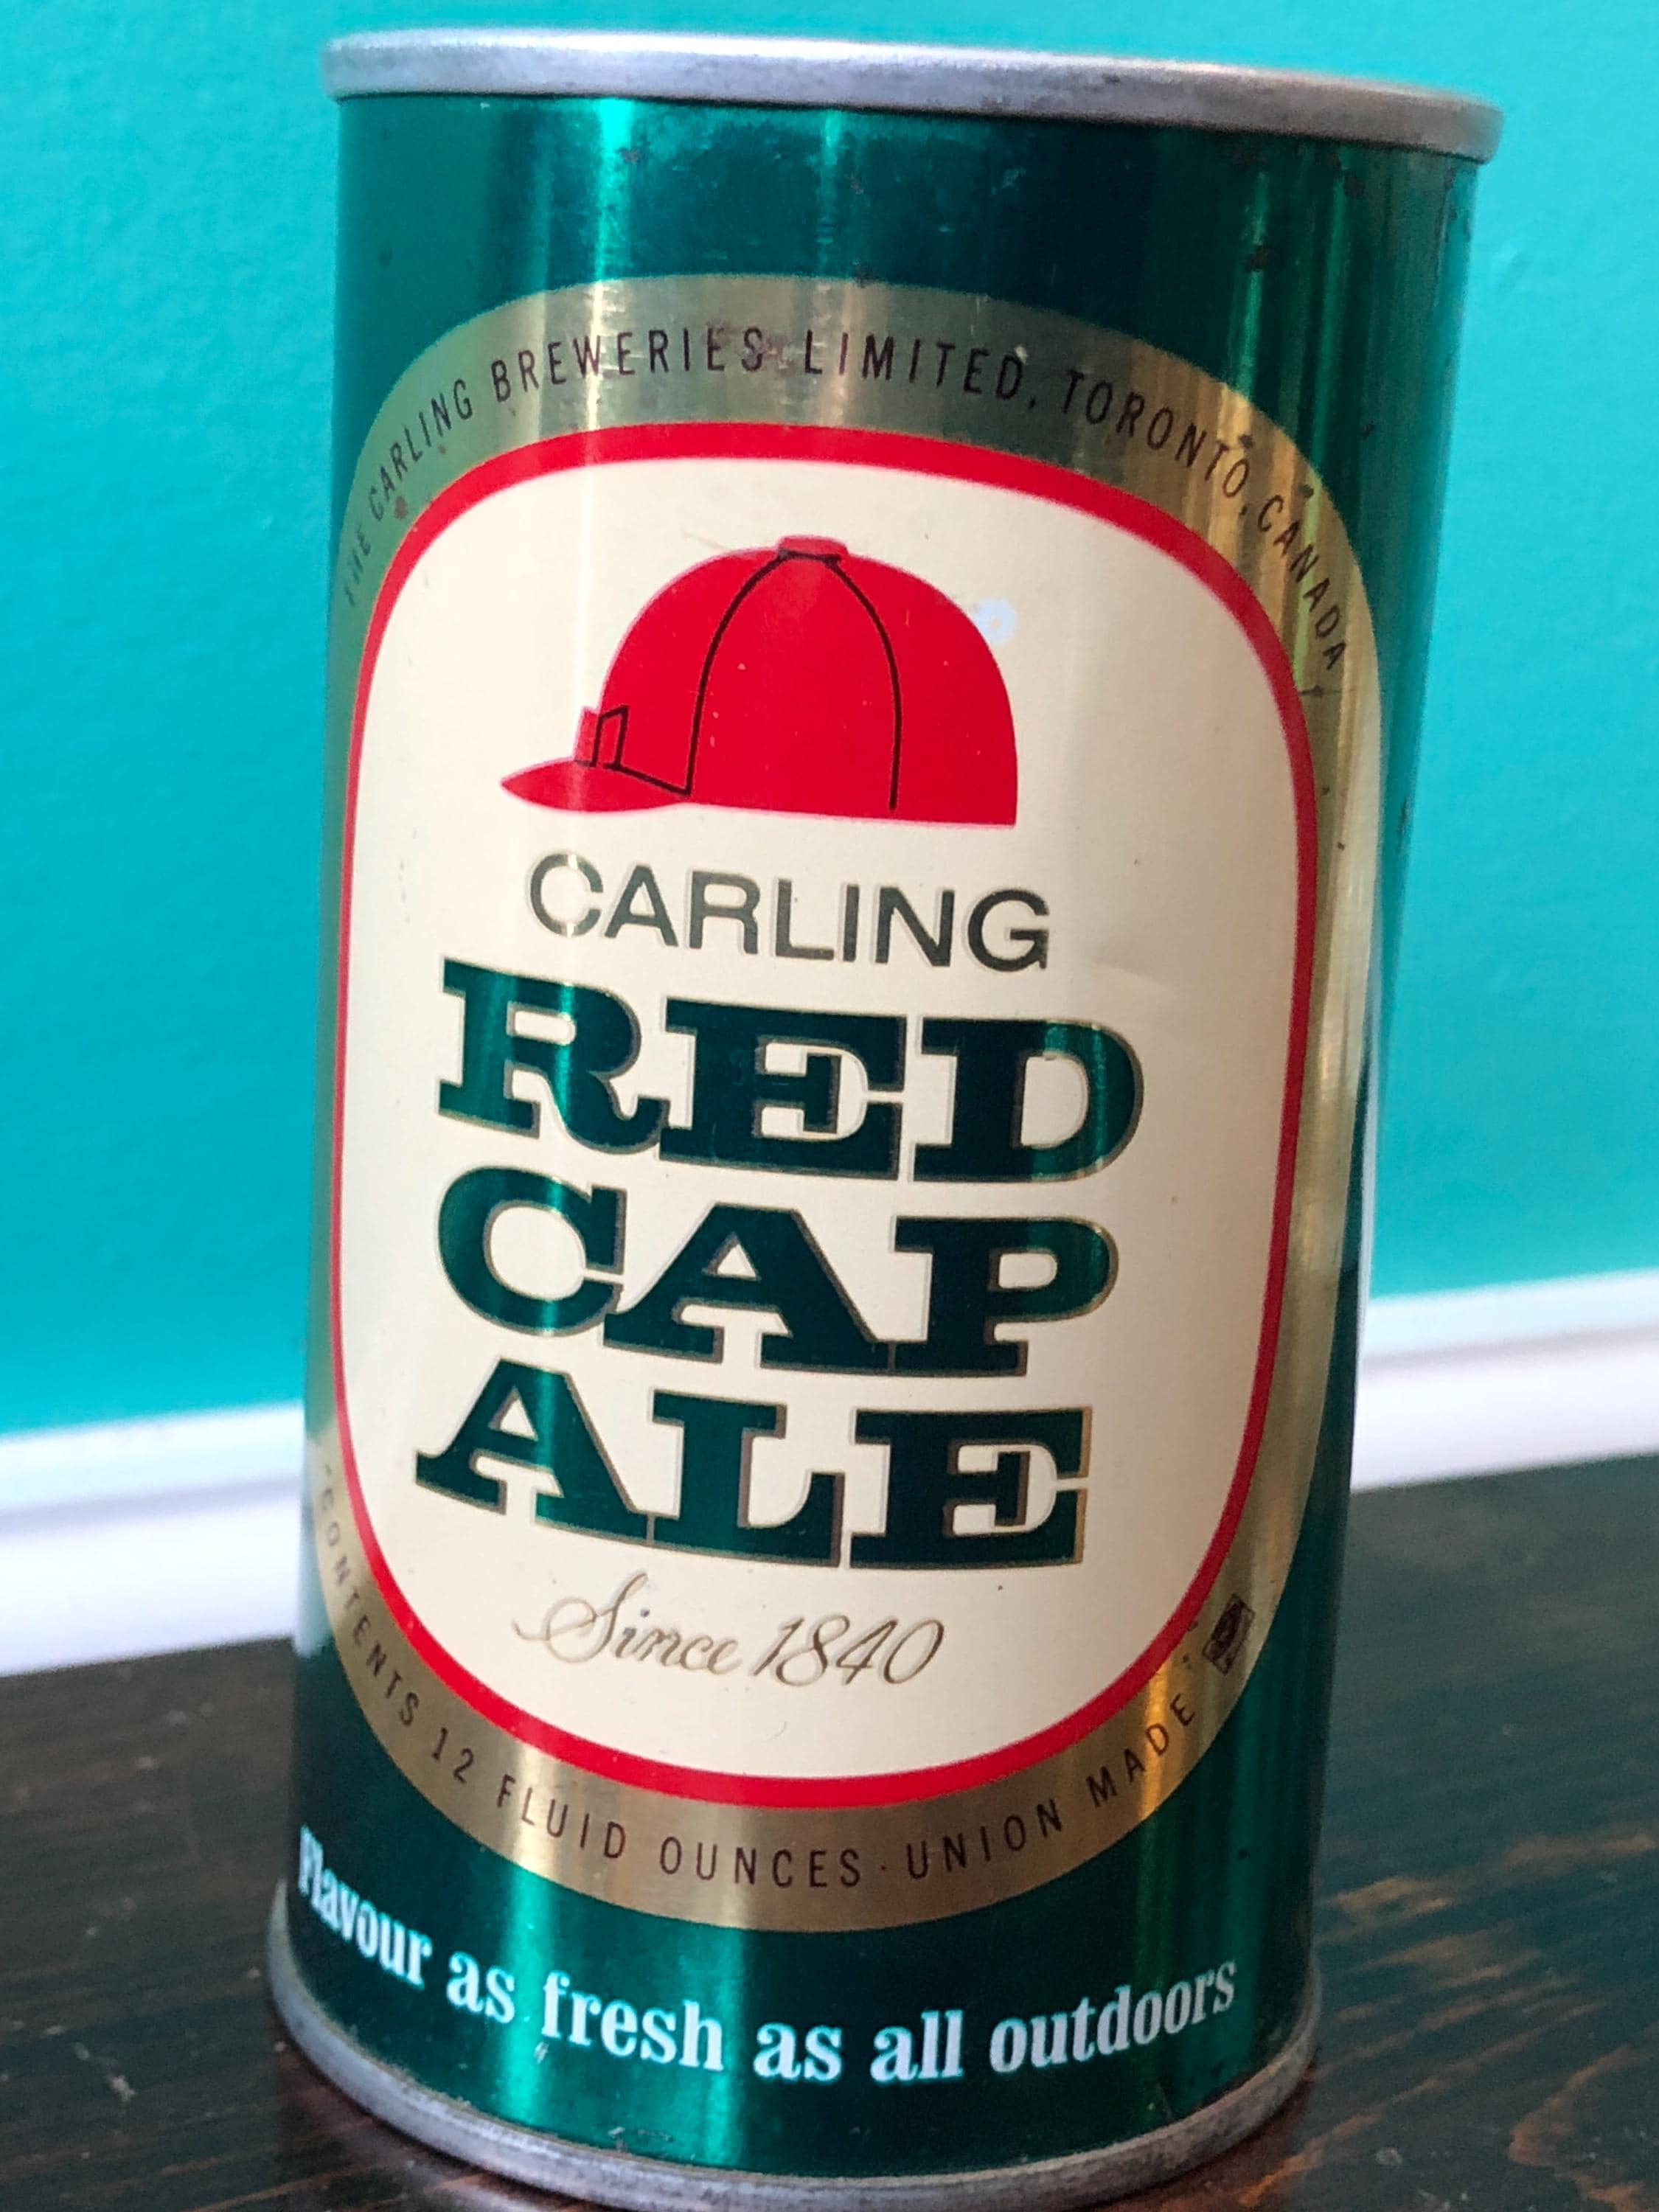 THE CARLING BREWERIES LIMITED, TORONTO, CANADA
CARLING
RED
CAP
ALE
Since 1840
CONTENTS 12 FLUID OUNCES · UNION MADE
Flavour as fresh as all outdoors